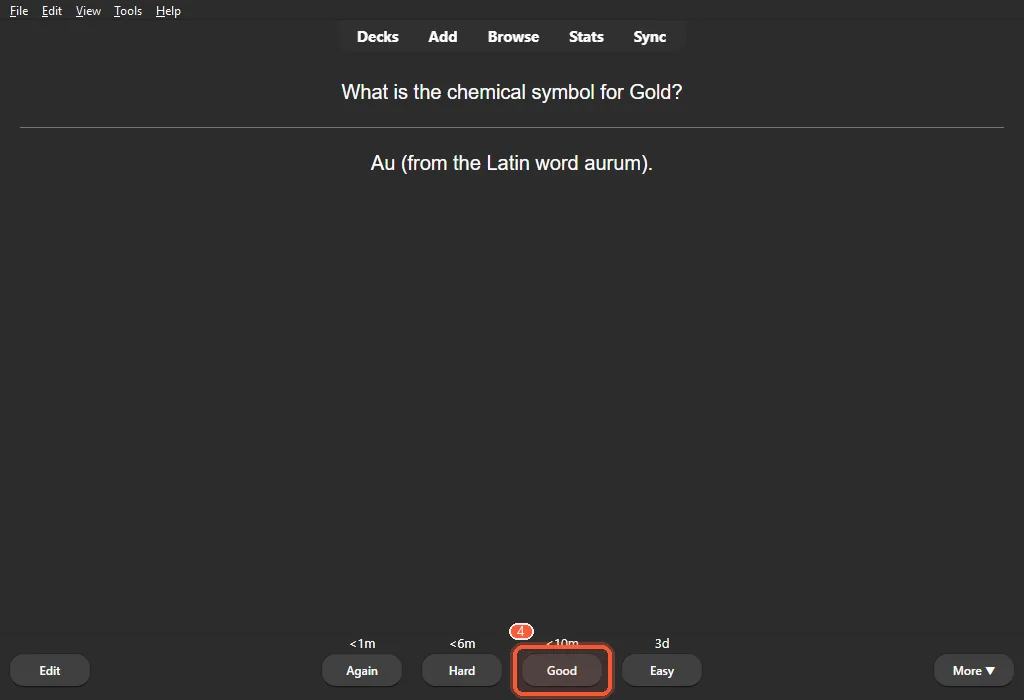 File Edit View Tools Help
Decks Add Browse Stats Sync
What is the chemical symbol for Gold?
Au (from the Latin word aurum).
4
<1m <6m <10m 3d
Edit Again Hard Good Easy More ▼